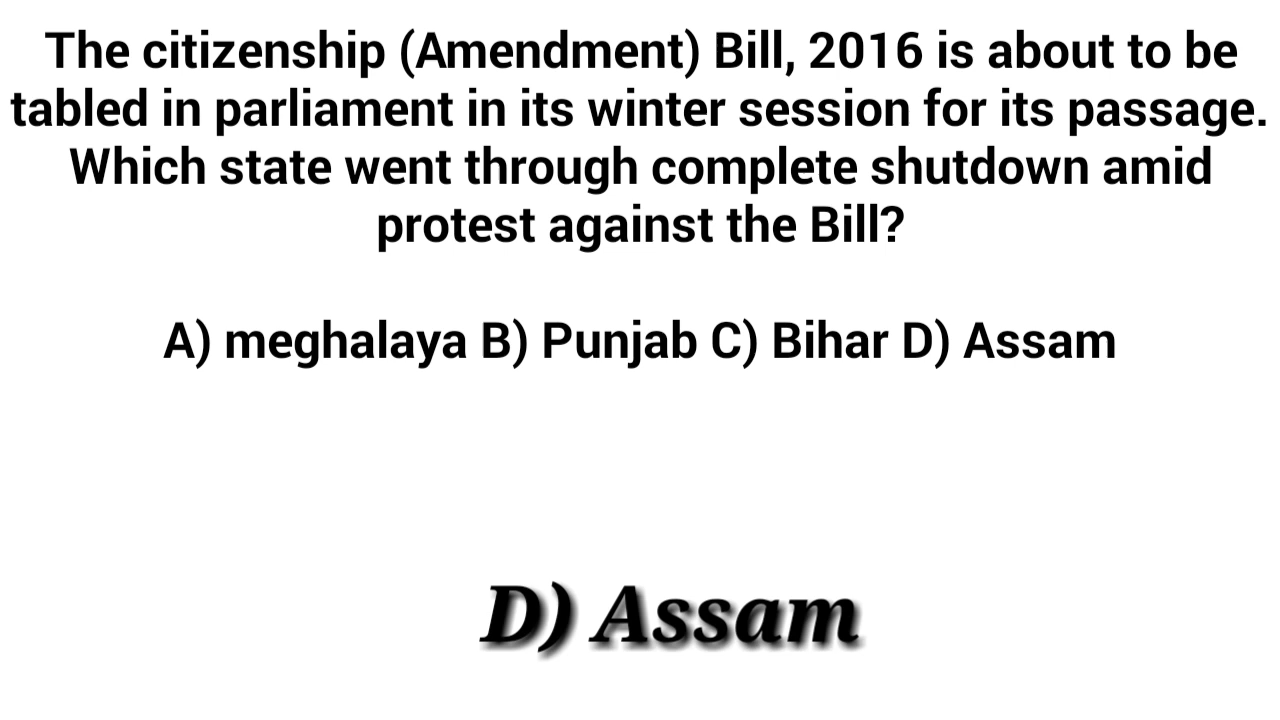 The citizenship (Amendment) Bill, 2016 is about to be
tabled in parliament in its winter session for its passage.
Which state went through complete shutdown amid
protest against the Bill?
A) meghalaya B) Punjab C) Bihar D) Assam
D) Assam